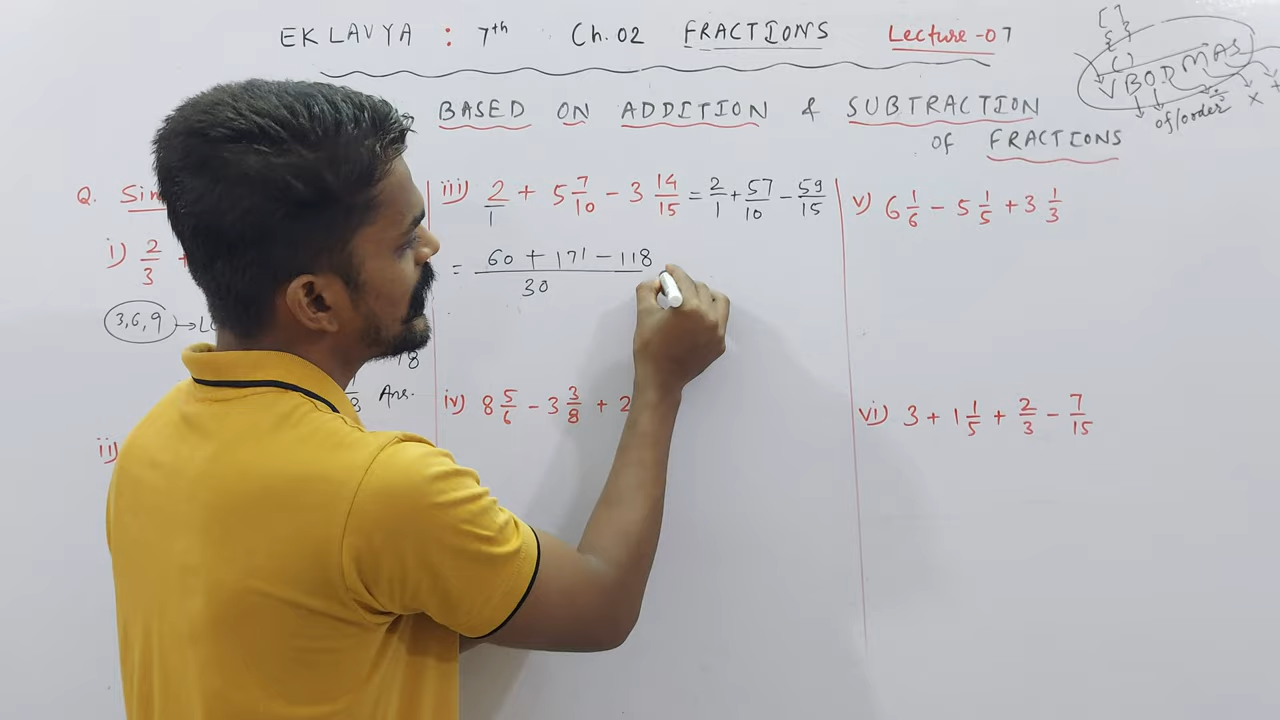 EKLAVYA : 7th Ch.02 FRACTIONS Lecture-07
[ ]
{ }
( )
VBODMAS
of/order ÷ × +
BASED ON ADDITION & SUBTRACTION
of FRACTIONS
Q. Sim
i) 2/3 +
3,6,9 → L
18
Ans.
ii)
iii) 2/1 + 5 7/10 - 3 14/15 = 2/1 + 57/10 - 59/15
= 60 + 171 - 118 / 30
iv) 8 5/6 - 3 3/8 + 2
v) 6 1/6 - 5 1/5 + 3 1/3
vi) 3 + 1 1/5 + 2/3 - 7/15